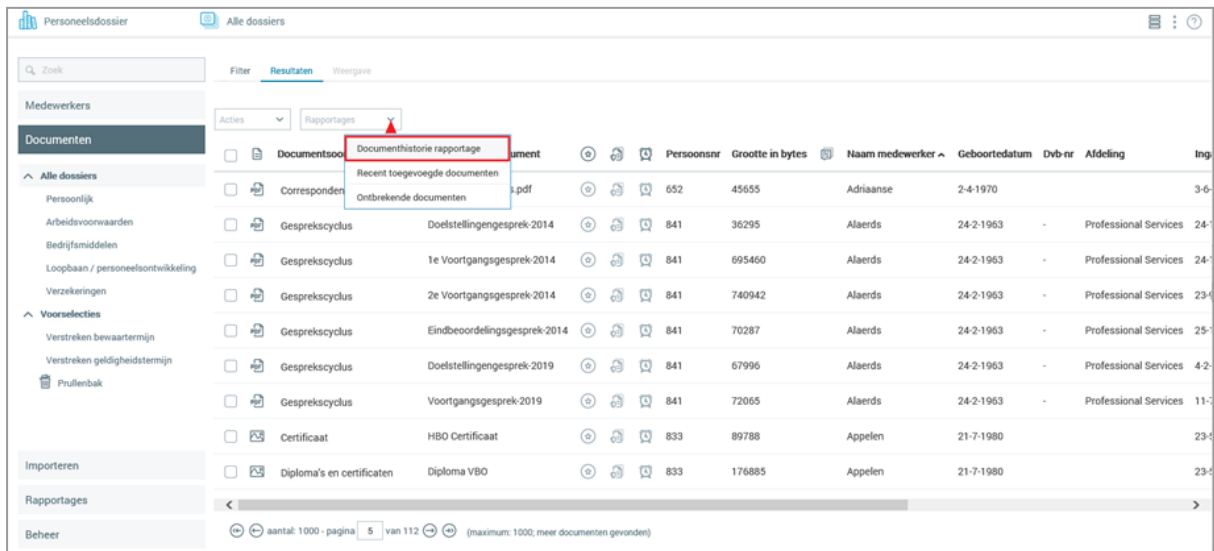 Personeelsdossier
Alle dossiers
Zoek
Medewerkers
Documenten
Alle dossiers
Persoonlijk
Arbeidsvoorwaarden
Bedrijfsmiddelen
Loopbaan / personeelsontwikkeling
Verzekeringen
Voorselecties
Verstreken bewaartermijn
Verstreken geldigheidstermijn
Prullenbak
Importeren
Rapportages
Beheer
Filter Resultaten Weergave
Acties Rapportages
Documenthistorie rapportage
Recent toegevoegde documenten
Ontbrekende documenten
Documentsoo ument Persoonsnr Grootte in bytes Naam medewerker Geboortedatum Dvb-nr Afdeling Ing
Corresponden s.pdf 652 45655 Adriaanse 2-4-1970 3-6-
Gesprekscyclus Doelstellingengesprek-2014 841 36295 Alaerds 24-2-1963 - Professional Services 24-
Gesprekscyclus 1e Voortgangsgesprek-2014 841 695460 Alaerds 24-2-1963 - Professional Services 24-
Gesprekscyclus 2e Voortgangsgesprek-2014 841 740942 Alaerds 24-2-1963 - Professional Services 23-
Gesprekscyclus Eindbeoordelingsgesprek-2014 841 70287 Alaerds 24-2-1963 - Professional Services 25-
Gesprekscyclus Doelstellingengesprek-2019 841 67996 Alaerds 24-2-1963 - Professional Services 4-2-
Gesprekscyclus Voortgangsgesprek-2019 841 72065 Alaerds 24-2-1963 - Professional Services 11-
Certificaat HBO Certificaat 833 89788 Appelen 21-7-1980 23-
Diploma's en certificaten Diploma VBO 833 176885 Appelen 21-7-1980 23-
aantal: 1000 - pagina 5 van 112 (maximum: 1000; meer documenten gevonden)